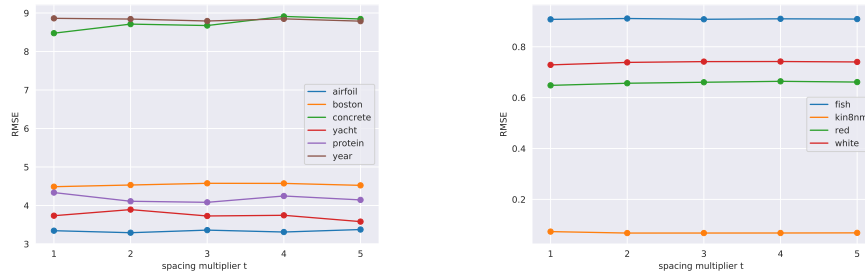 9
8
7
6
5
4
3
RMSE
airfoil
boston
concrete
yacht
protein
year
1 2 3 4 5
spacing multiplier t
0.8
0.6
0.4
0.2
RMSE
fish
kin8nm
red
white
1 2 3 4 5
spacing multiplier t